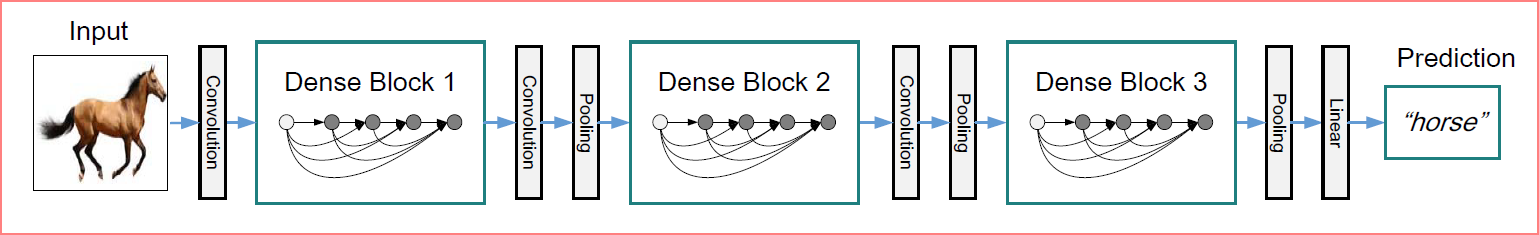 Input
Convolution
Dense Block 1
Convolution
Pooling
Dense Block 2
Convolution
Pooling
Dense Block 3
Pooling
Linear
Prediction
“horse”